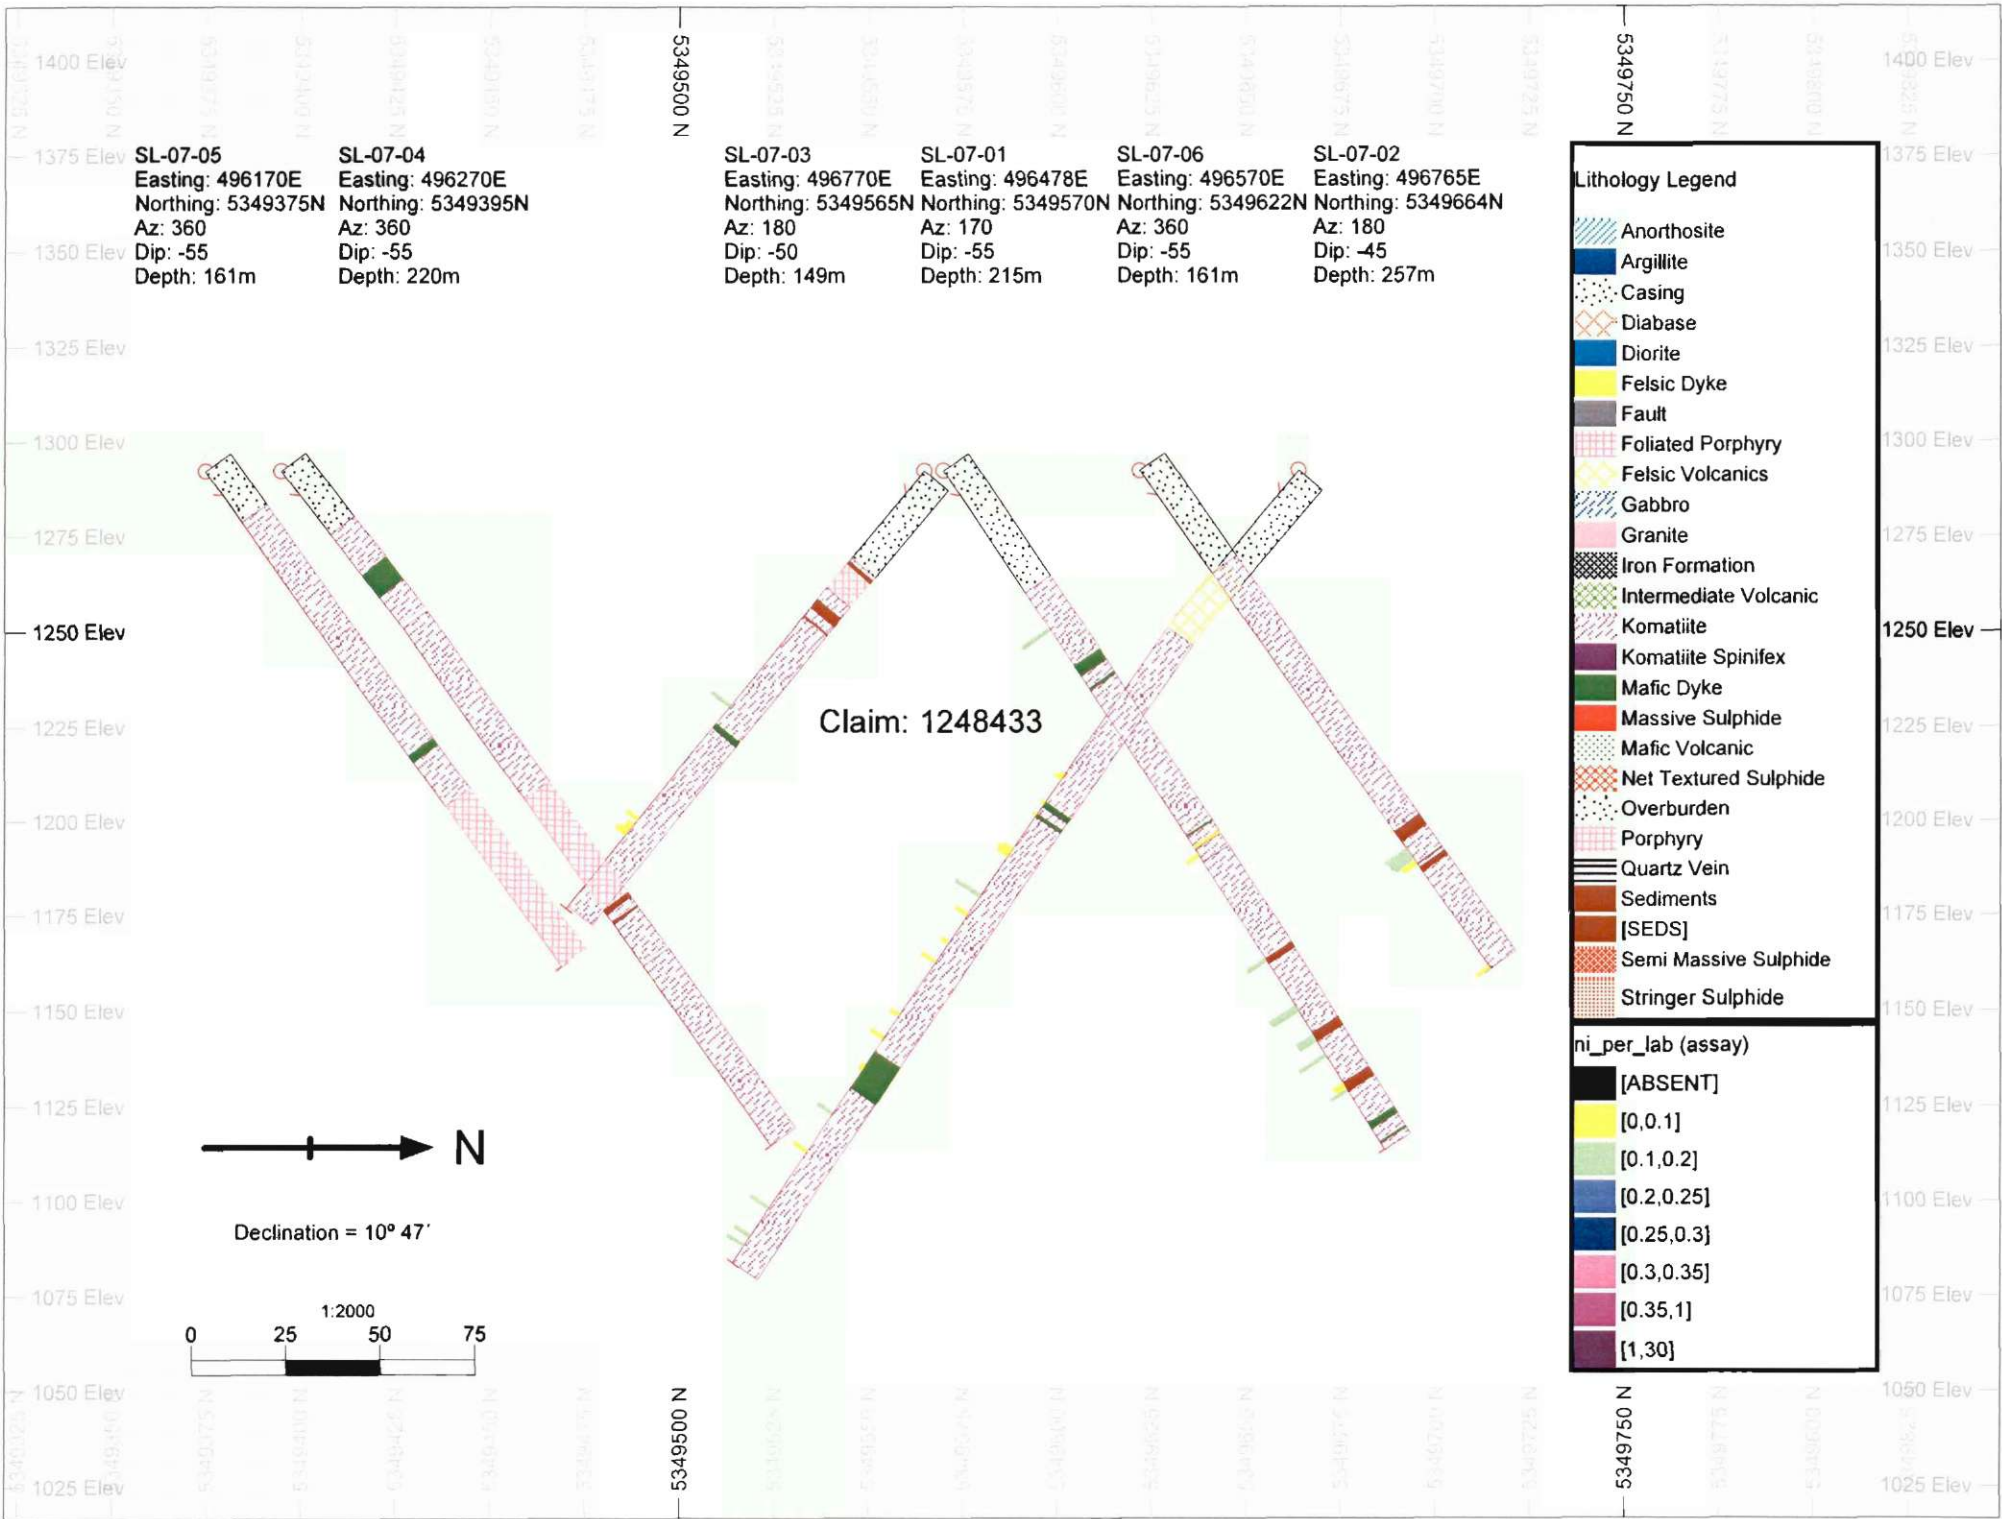 5349500 N
5349750 N
1400 Elev
1400 Elev
1375 Elev
1375 Elev
1350 Elev
1350 Elev
1325 Elev
1325 Elev
1300 Elev
1300 Elev
1275 Elev
1275 Elev
1250 Elev
1250 Elev
1225 Elev
1225 Elev
1200 Elev
1200 Elev
1175 Elev
1175 Elev
1150 Elev
1150 Elev
1125 Elev
1125 Elev
1100 Elev
1100 Elev
1075 Elev
1075 Elev
1050 Elev
1050 Elev
1025 Elev
1025 Elev
SL-07-05
Easting: 496170E
Northing: 5349375N
Az: 360
Dip: -55
Depth: 161m
SL-07-04
Easting: 496270E
Northing: 5349395N
Az: 360
Dip: -55
Depth: 220m
SL-07-03
Easting: 496770E
Northing: 5349565N
Az: 180
Dip: -50
Depth: 149m
SL-07-01
Easting: 496478E
Northing: 5349570N
Az: 170
Dip: -55
Depth: 215m
SL-07-06
Easting: 496570E
Northing: 5349622N
Az: 360
Dip: -55
Depth: 161m
SL-07-02
Easting: 496765E
Northing: 5349664N
Az: 180
Dip: -45
Depth: 257m
Claim: 1248433
N
Declination = 10º 47'
1:2000
0 25 50 75
Lithology Legend
Anorthosite
Argillite
Casing
Diabase
Diorite
Felsic Dyke
Fault
Foliated Porphyry
Felsic Volcanics
Gabbro
Granite
Iron Formation
Intermediate Volcanic
Komatiite
Komatiite Spinifex
Mafic Dyke
Massive Sulphide
Mafic Volcanic
Net Textured Sulphide
Overburden
Porphyry
Quartz Vein
Sediments
[SEDS]
Semi Massive Sulphide
Stringer Sulphide
ni_per_lab (assay)
[ABSENT]
[0,0.1]
[0.1,0.2]
[0.2,0.25]
[0.25,0.3]
[0.3,0.35]
[0.35,1]
[1,30]
5349500 N
5349750 N